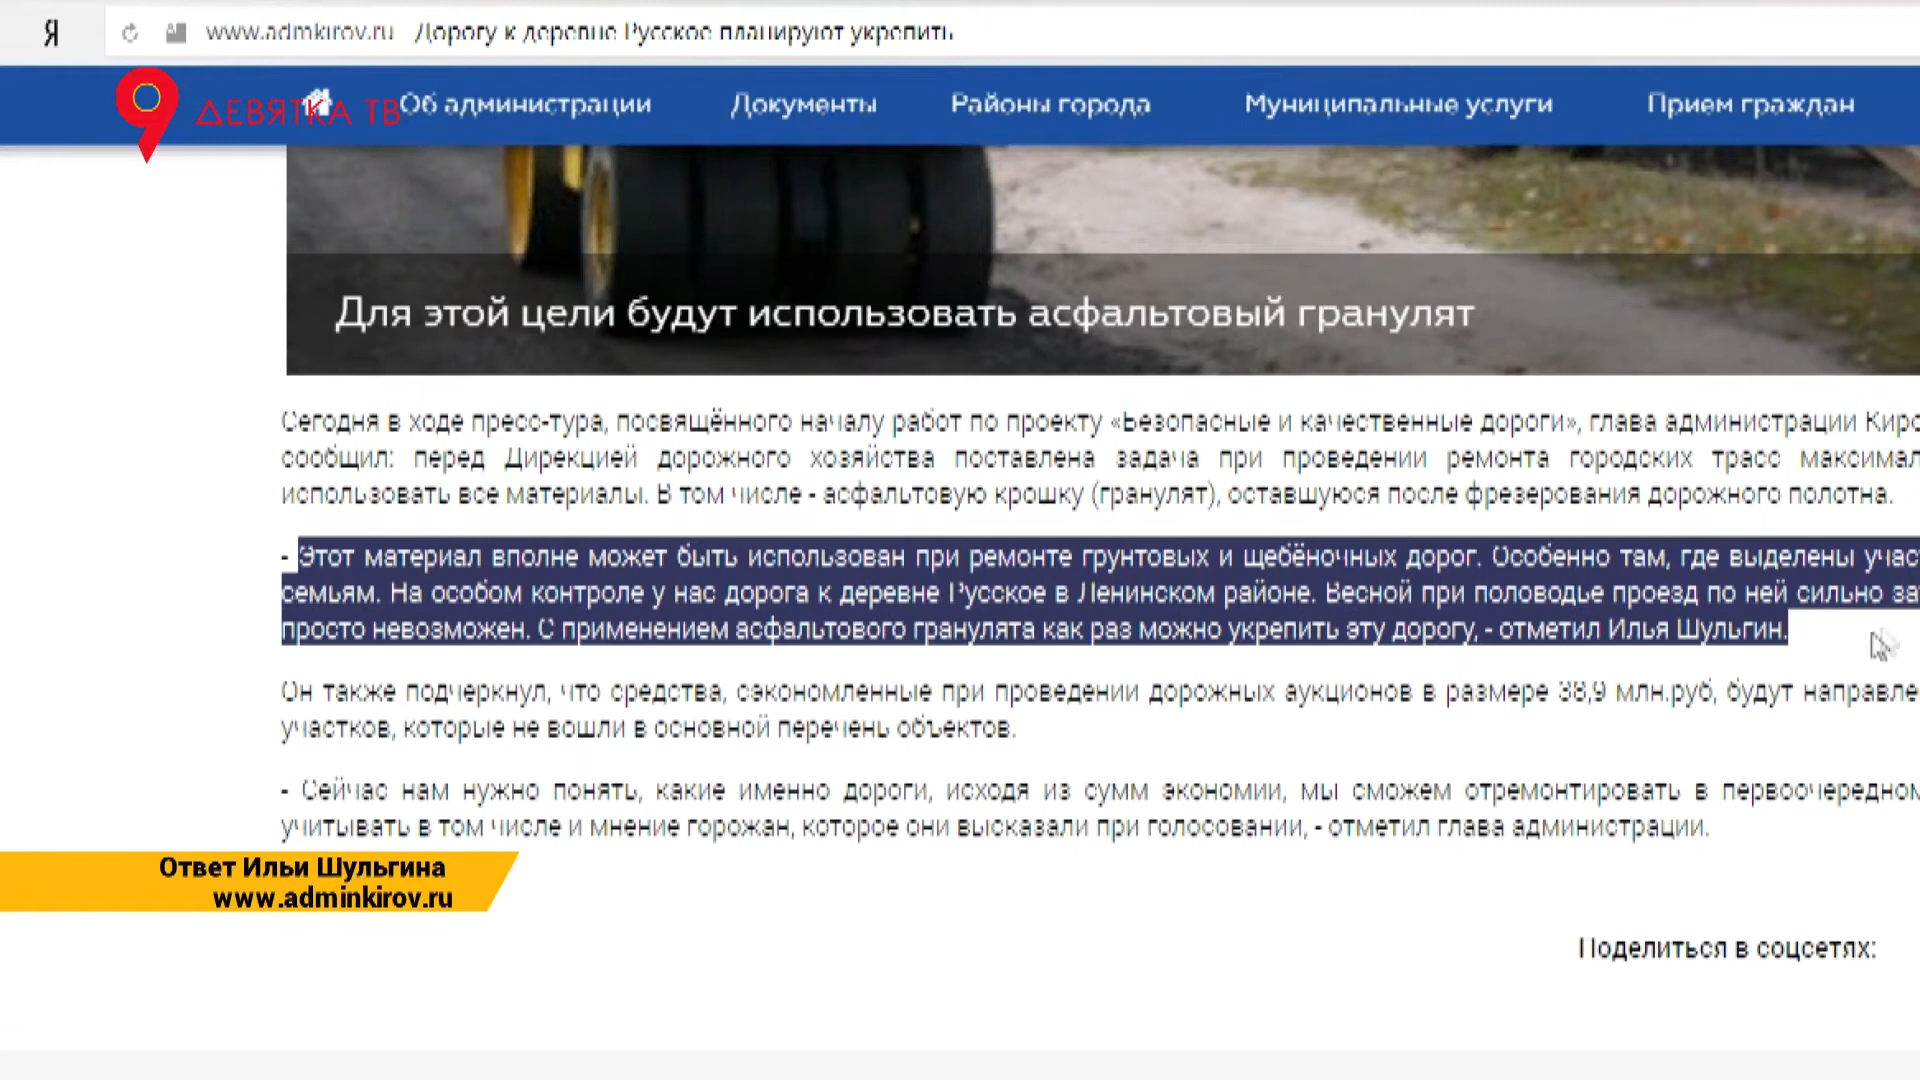 Я
www.admkirov.ru Дорогу к деревне Русское планируют укрепить
ДЕВЯТКА ТВ
Об администрации Документы Районы города Муниципальные услуги Прием граждан
Для этой цели будут использовать асфальтовый гранулят
Сегодня в ходе пресс-тура, посвящённого началу работ по проекту «Безопасные и качественные дороги», глава администрации Киро
сообщил: перед Дирекцией дорожного хозяйства поставлена задача при проведении ремонта городских трасс максимал
использовать все материалы. В том числе - асфальтовую крошку (гранулят), оставшуюся после фрезерования дорожного полотна.
- Этот материал вполне может быть использован при ремонте грунтовых и щебёночных дорог. Особенно там, где выделены учас
семьям. На особом контроле у нас дорога к деревне Русское в Ленинском районе. Весной при половодье проезд по ней сильно за
просто невозможен. С применением асфальтового гранулята как раз можно укрепить эту дорогу, - отметил Илья Шульгин.
Он также подчеркнул, что средства, сэкономленные при проведении дорожных аукционов в размере 38,9 млн.руб, будут направле
участков, которые не вошли в основной перечень объектов.
- Сейчас нам нужно понять, какие именно дороги, исходя из сумм экономии, мы сможем отремонтировать в первоочередном
учитывать в том числе и мнение горожан, которое они высказали при голосовании, - отметил глава администрации.
Ответ Ильи Шульгина
www.adminkirov.ru
Поделиться в соцсетях: